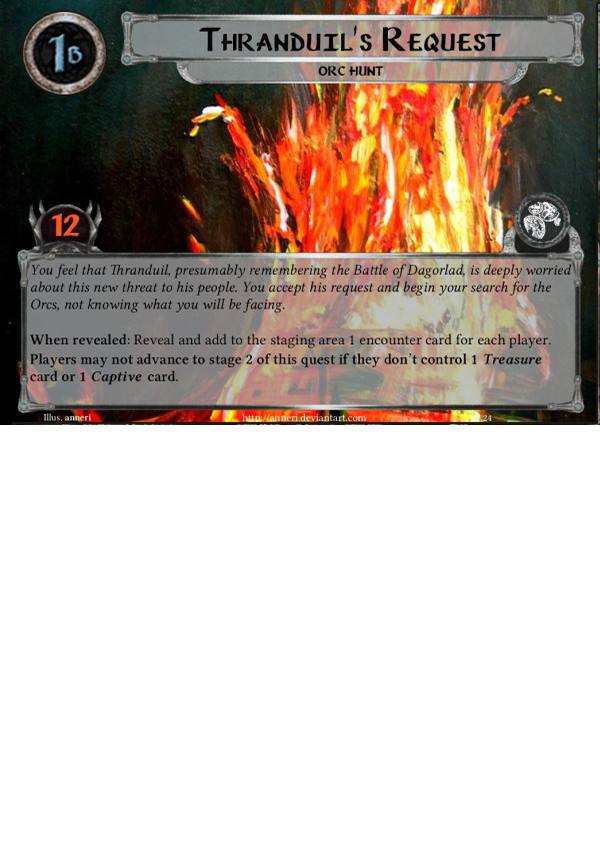 1B
THRANDUIL'S REQUEST
ORC HUNT
12
You feel that Thranduil, presumably remembering the Battle of Dagorlad, is deeply worried
about this new threat to his people. You accept his request and begin your search for the
Orcs, not knowing what you will be facing.
When revealed: Reveal and add to the staging area 1 encounter card for each player.
Players may not advance to stage 2 of this quest if they don't control 1 Treasure
card or 1 Captive card.
Illus. anneri http://anneri.deviantart.com